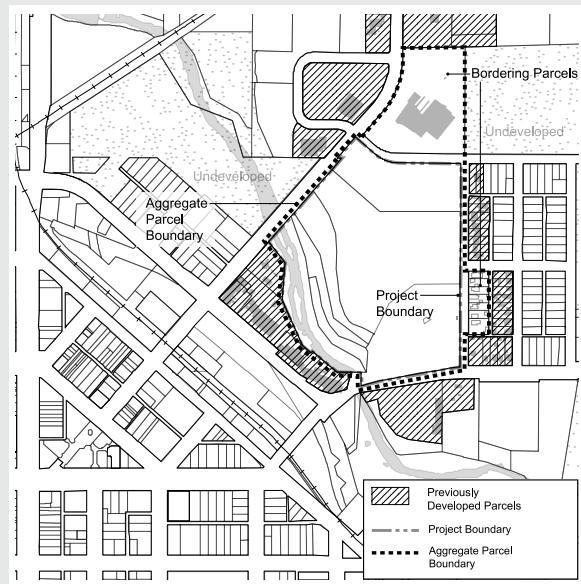 Bordering Parcels
Undeveloped
Undeveloped
Aggregate
Parcel
Boundary
Project
Boundary
Previously
Developed Parcels
Project Boundary
Aggregate Parcel
Boundary